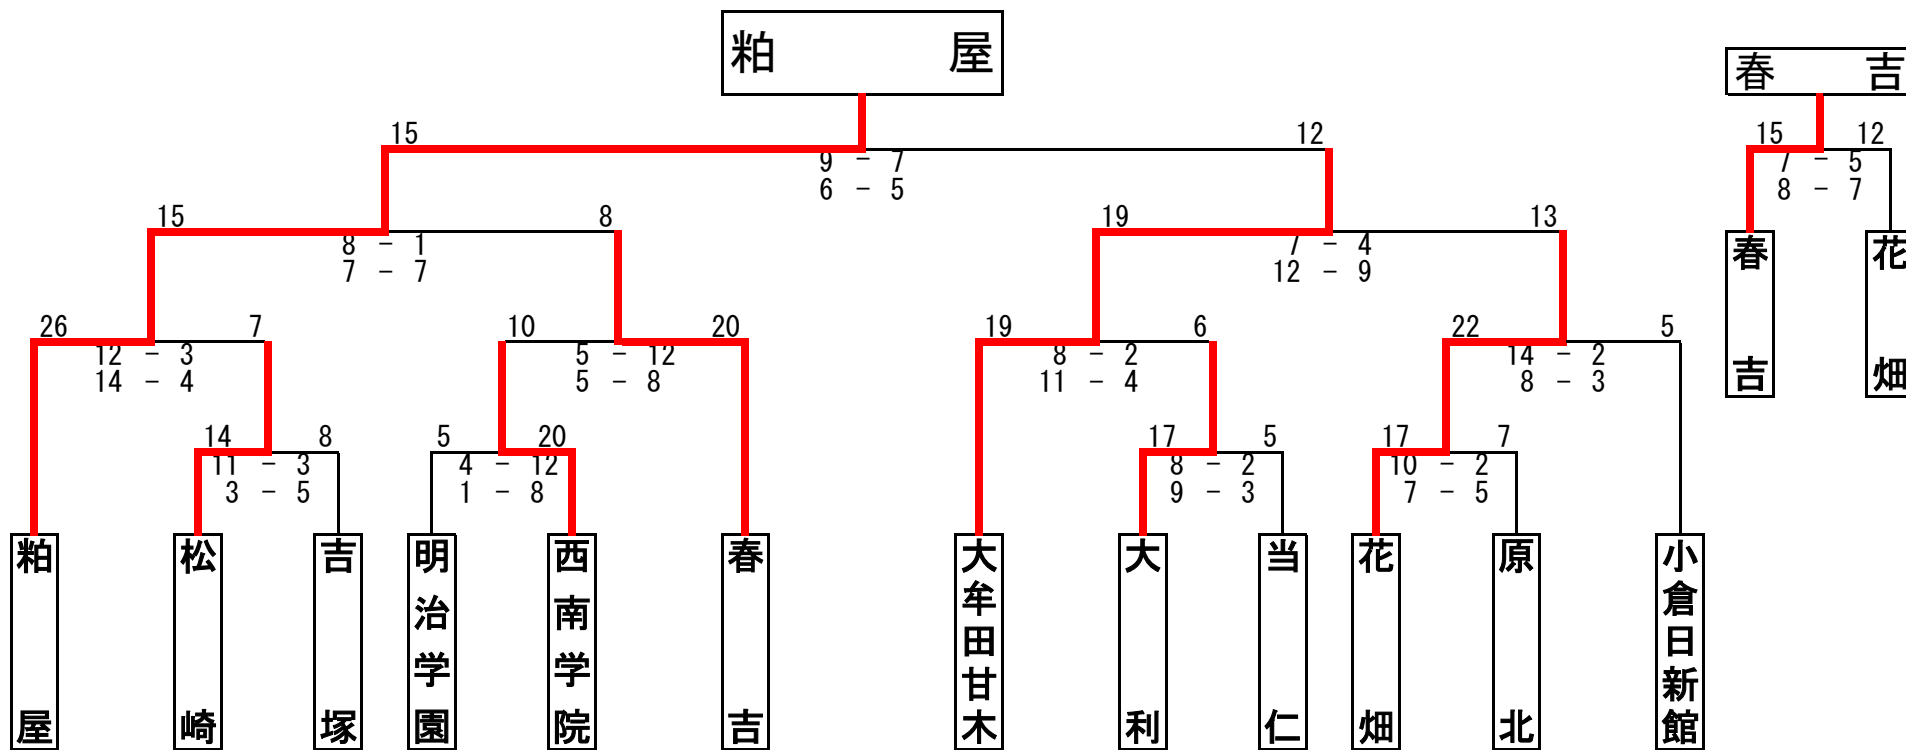 粕屋
春吉
15 12
9 - 7
6 - 5
15 12
7 - 5
8 - 7
15 8
8 - 1
7 - 7
19 13
7 - 4
12 - 9
春吉
花畑
26 7
12 - 3
14 - 4
10 20
5 - 12
5 - 8
19 6
8 - 2
11 - 4
22 5
14 - 2
8 - 3
14 8
11 - 3
3 - 5
5 20
4 - 12
1 - 8
17 5
8 - 2
9 - 3
17 7
10 - 2
7 - 5
粕屋
松崎
吉塚
明治学園
西南学院
春吉
大牟田甘木
大利
当仁
花畑
原北
小倉日新館